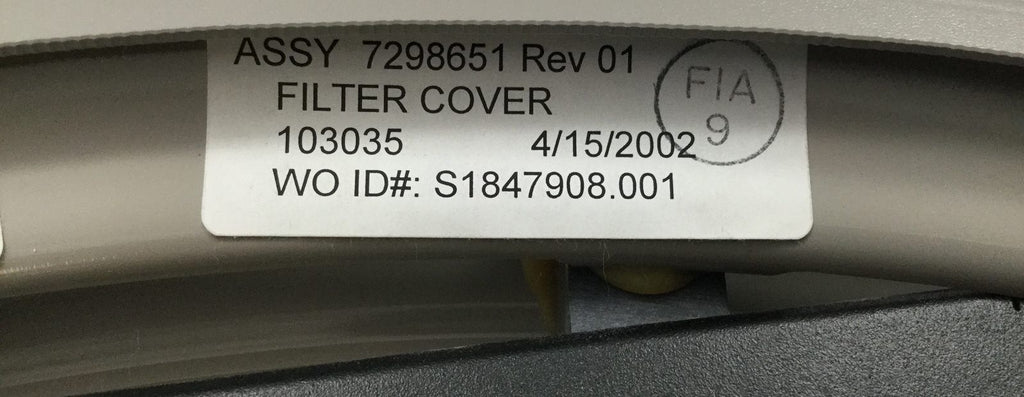 ASSY 7298651 Rev 01
FILTER COVER
103035 4/15/2002
WO ID#: S1847908.001
FIA
9